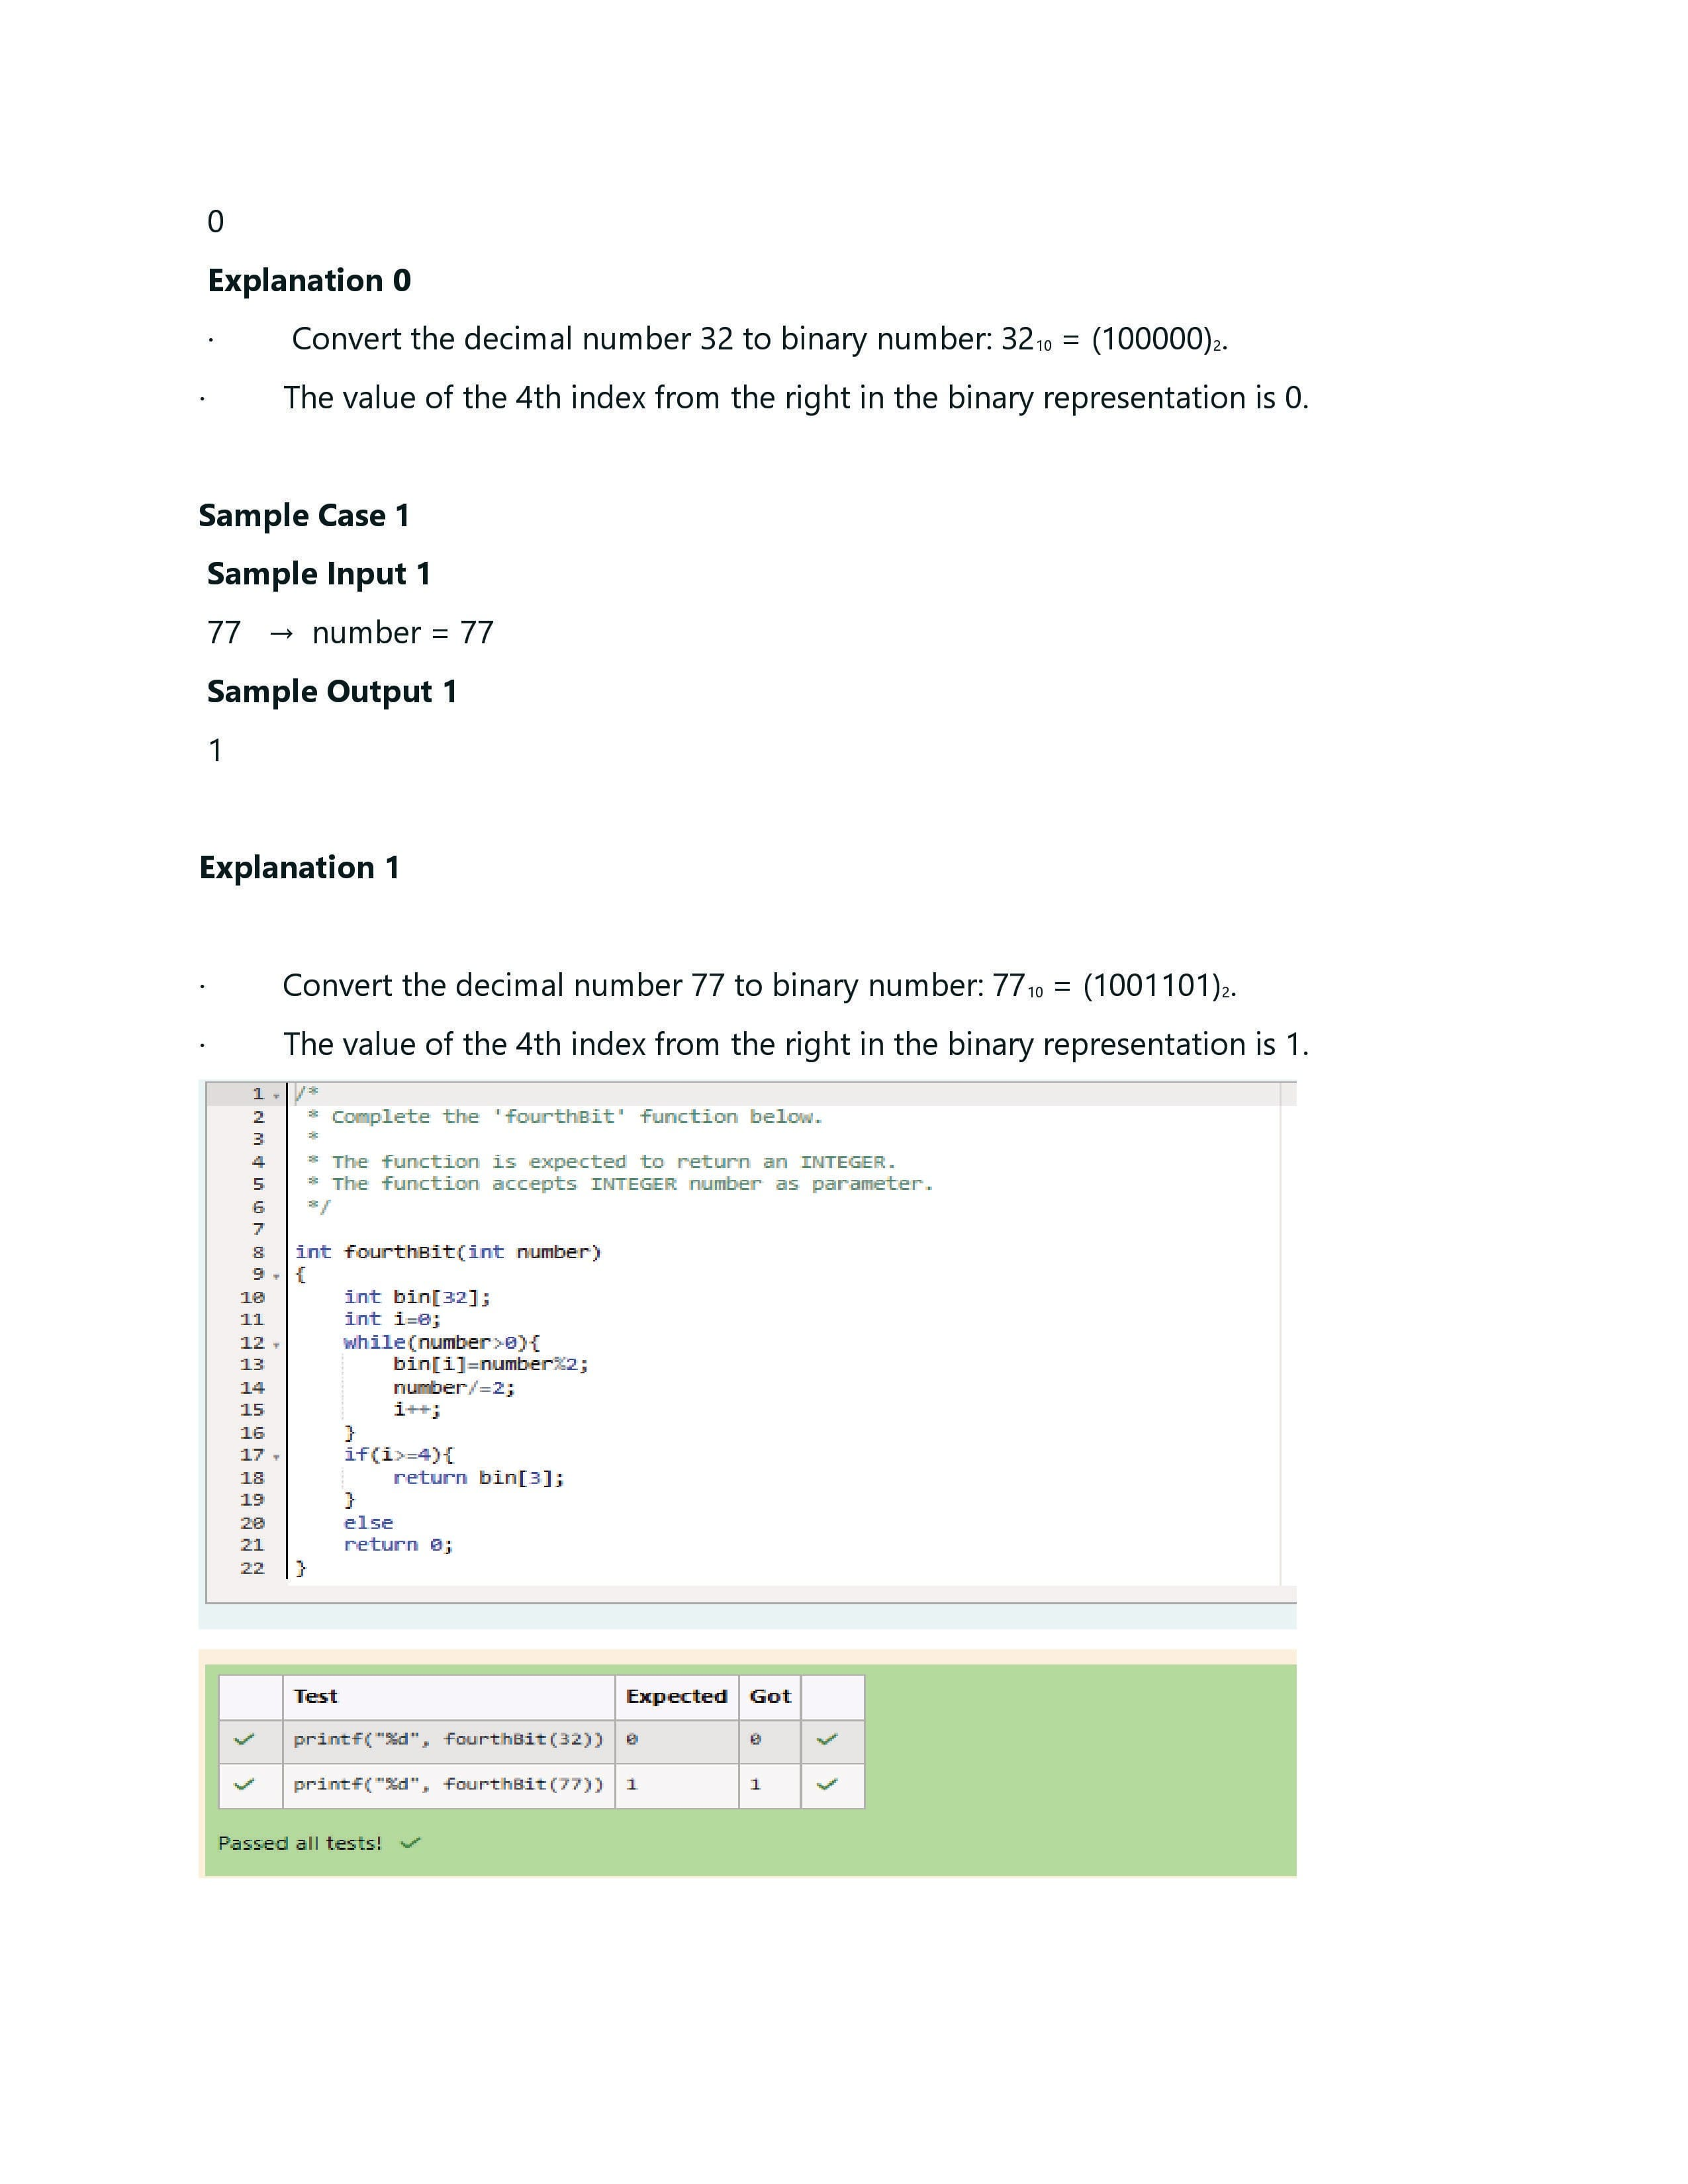 0
Explanation 0
· Convert the decimal number 32 to binary number: 32₁₀ = (100000)₂.
· The value of the 4th index from the right in the binary representation is 0.
Sample Case 1
Sample Input 1
77 → number = 77
Sample Output 1
1
Explanation 1
· Convert the decimal number 77 to binary number: 77₁₀ = (1001101)₂.
· The value of the 4th index from the right in the binary representation is 1.
1 /*
2  * Complete the 'fourthBit' function below.
3  *
4  * The function is expected to return an INTEGER.
5  * The function accepts INTEGER number as parameter.
6  */
7
8 int fourthBit(int number)
9 {
10     int bin[32];
11     int i=0;
12     while(number>0){
13         bin[i]=number%2;
14         number/=2;
15         i++;
16     }
17     if(i>=4){
18         return bin[3];
19     }
20     else
21     return 0;
22 }
Test Expected Got
✓ printf("%d", fourthBit(32)) 0 0 ✓
✓ printf("%d", fourthBit(77)) 1 1 ✓
Passed all tests! ✓